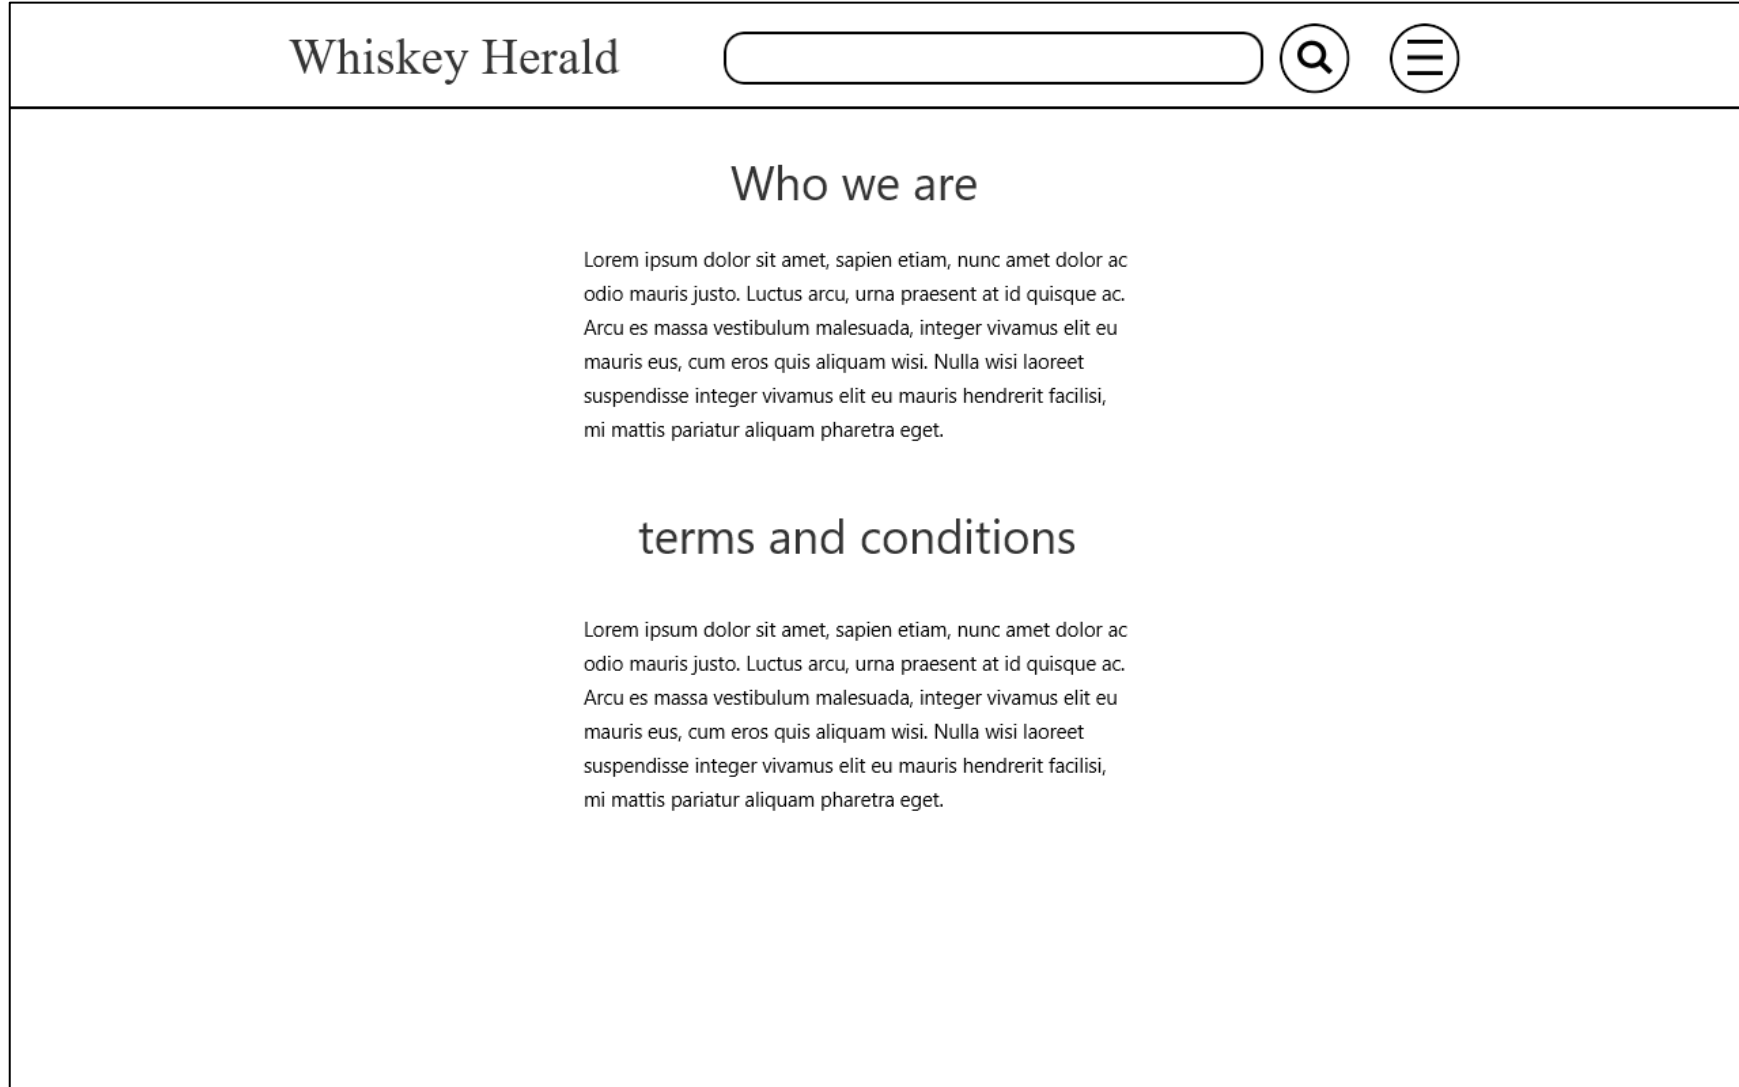 Whiskey Herald
Who we are
Lorem ipsum dolor sit amet, sapien etiam, nunc amet dolor ac
odio mauris justo. Luctus arcu, urna praesent at id quisque ac.
Arcu es massa vestibulum malesuada, integer vivamus elit eu
mauris eus, cum eros quis aliquam wisi. Nulla wisi laoreet
suspendisse integer vivamus elit eu mauris hendrerit facilisi,
mi mattis pariatur aliquam pharetra eget.
terms and conditions
Lorem ipsum dolor sit amet, sapien etiam, nunc amet dolor ac
odio mauris justo. Luctus arcu, urna praesent at id quisque ac.
Arcu es massa vestibulum malesuada, integer vivamus elit eu
mauris eus, cum eros quis aliquam wisi. Nulla wisi laoreet
suspendisse integer vivamus elit eu mauris hendrerit facilisi,
mi mattis pariatur aliquam pharetra eget.